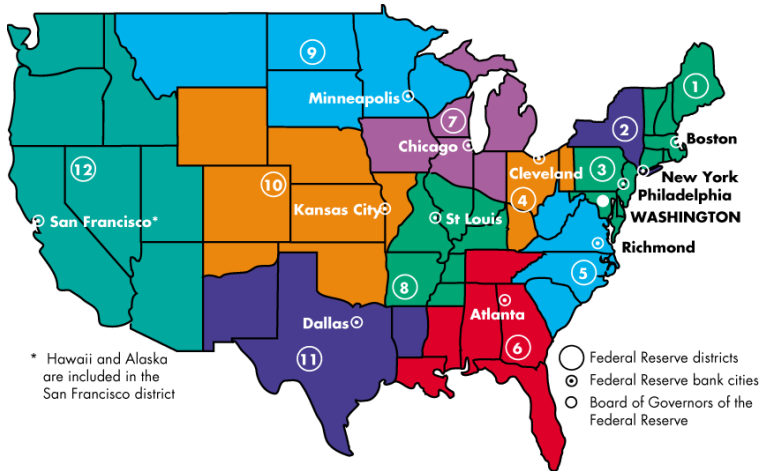 9
1
Minneapolis
7
2
Boston
Chicago
3
New York
12
Cleveland
10
4
Philadelphia
Kansas City
WASHINGTON
San Francisco*
St Louis
Richmond
5
8
Atlanta
Dallas
6
11
* Hawaii and Alaska
are included in the
San Francisco district
Federal Reserve districts
Federal Reserve bank cities
Board of Governors of the
Federal Reserve